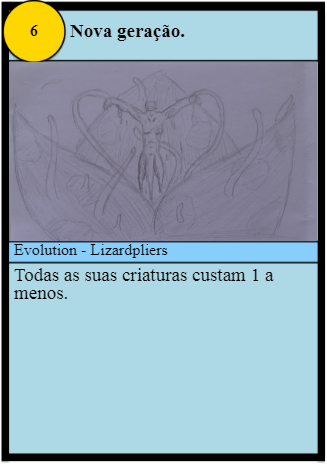 6
Nova geração.
Evolution - Lizardpliers
Todas as suas criaturas custam 1 a
menos.